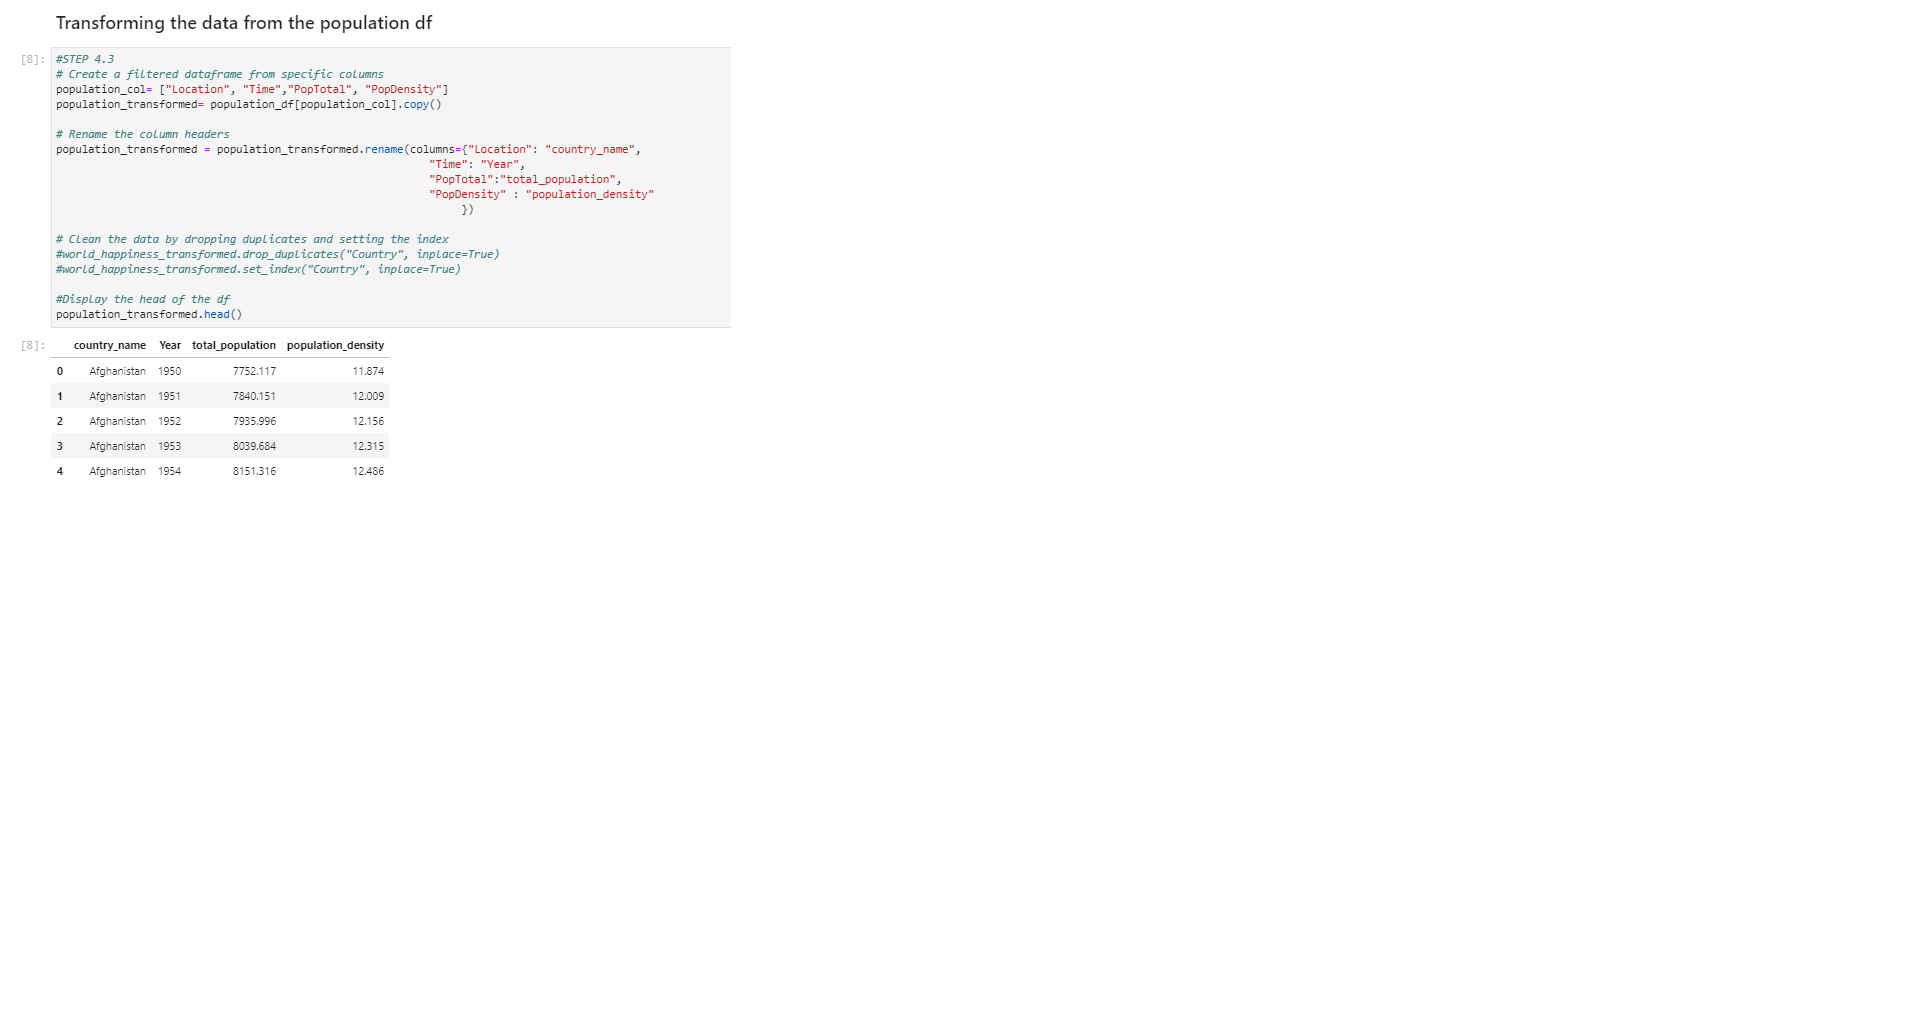 Transforming the data from the population df
[8]: #STEP 4.3
# Create a filtered dataframe from specific columns
population_col= ["Location", "Time","PopTotal", "PopDensity"]
population_transformed= population_df[population_col].copy()
# Rename the column headers
population_transformed = population_transformed.rename(columns={"Location": "country_name",
"Time": "Year",
"PopTotal":"total_population",
"PopDensity" : "population_density"
})
# Clean the data by dropping duplicates and setting the index
#world_happiness_transformed.drop_duplicates("Country", inplace=True)
#world_happiness_transformed.set_index("Country", inplace=True)
#Display the head of the df
population_transformed.head()
[8]: country_name Year total_population population_density
0 Afghanistan 1950 7752.117 11.874
1 Afghanistan 1951 7840.151 12.009
2 Afghanistan 1952 7935.996 12.156
3 Afghanistan 1953 8039.684 12.315
4 Afghanistan 1954 8151.316 12.486